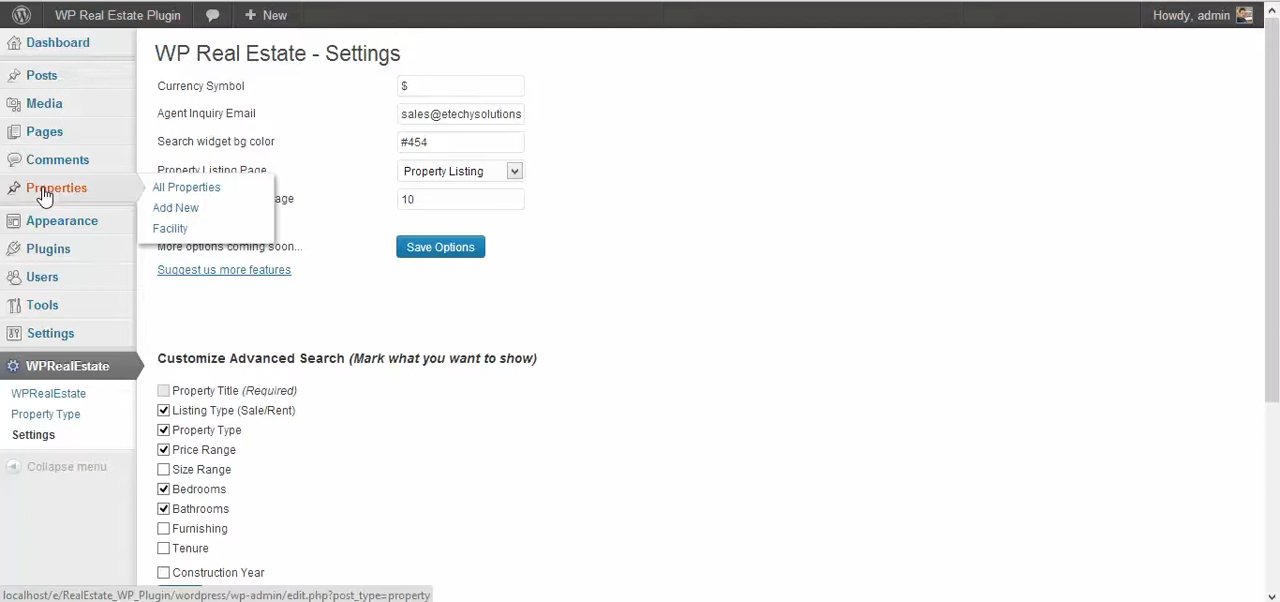 WP Real Estate Plugin
New
Howdy, admin
Dashboard
Posts
Media
Pages
Comments
Properties
Appearance
Plugins
Users
Tools
Settings
WPRealEstate
WPRealEstate
Property Type
Settings
Collapse menu
All Properties
Add New
Facility
WP Real Estate - Settings
Currency Symbol $
Agent Inquiry Email sales@etechysolutions
Search widget bg color #454
Property Listing Page Property Listing
age 10
More options coming soon... Save Options
Suggest us more features
Customize Advanced Search (Mark what you want to show)
Property Title (Required)
Listing Type (Sale/Rent)
Property Type
Price Range
Size Range
Bedrooms
Bathrooms
Furnishing
Tenure
Construction Year
localhost/e/RealEstate_WP_Plugin/wordpress/wp-admin/edit.php?post_type=property